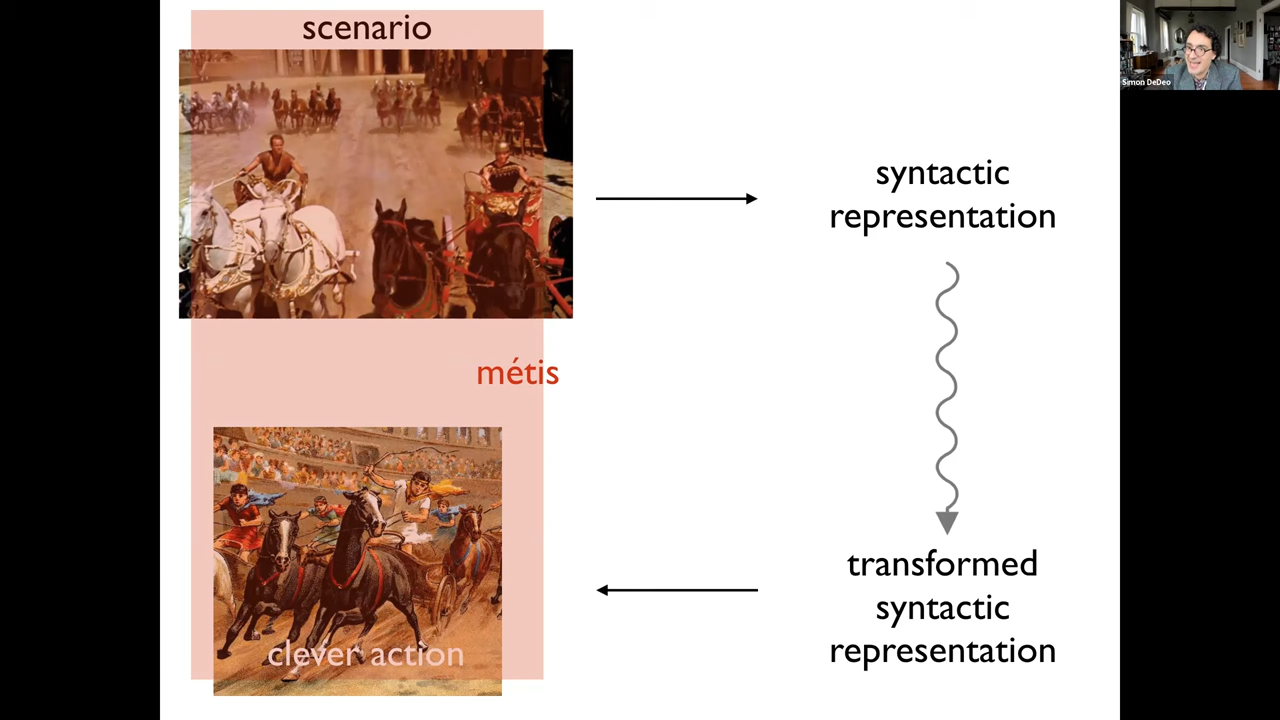 scenario
Simon DeDeo
syntactic
representation
métis
transformed
syntactic
representation
clever action